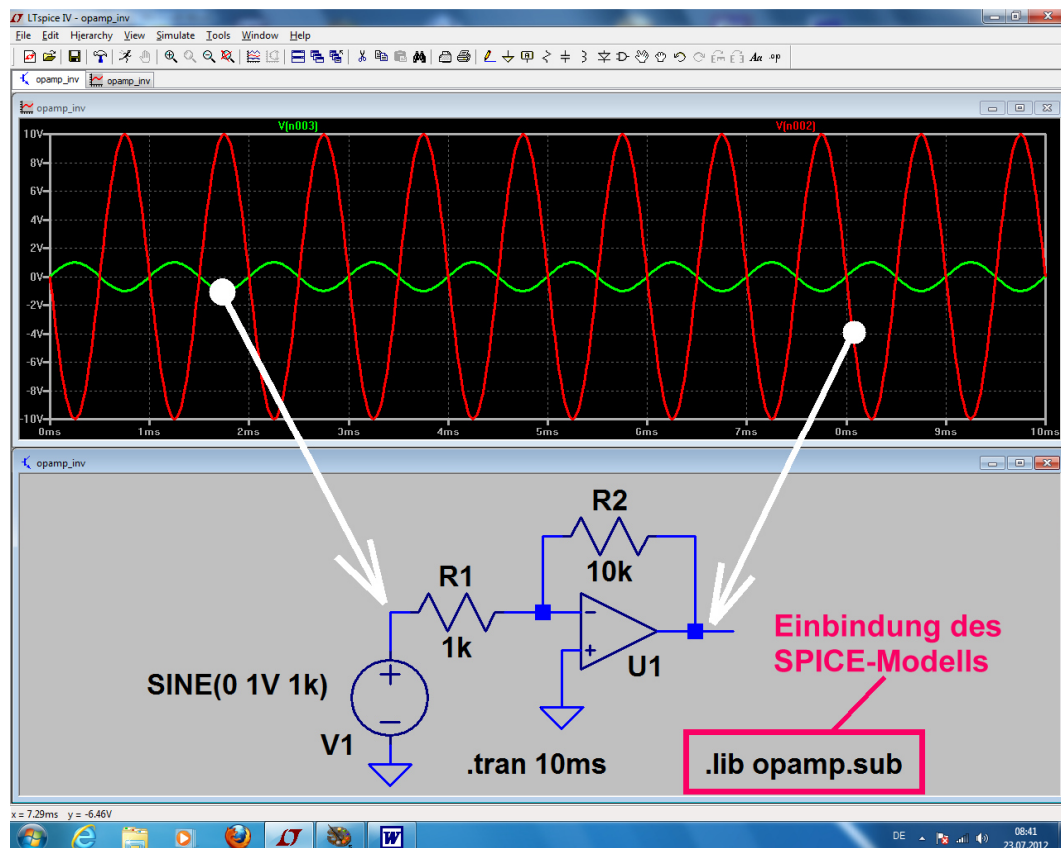 LTspice IV - opamp_inv
File Edit Hierarchy View Simulate Tools Window Help
Aa .op
opamp_inv opamp_inv
opamp_inv
V(n003) V(n002)
10V
8V
6V
4V
2V
0V
-2V
-4V
-6V
-8V
-10V
0ms 1ms 2ms 3ms 4ms 5ms 6ms 7ms 8ms 9ms 10ms
opamp_inv
R2
10k
R1
1k
U1
SINE(0 1V 1k)
V1
Einbindung des
SPICE-Modells
.tran 10ms
.lib opamp.sub
x = 7.29ms y = -6.46V
W
DE
08:41
23.07.2012